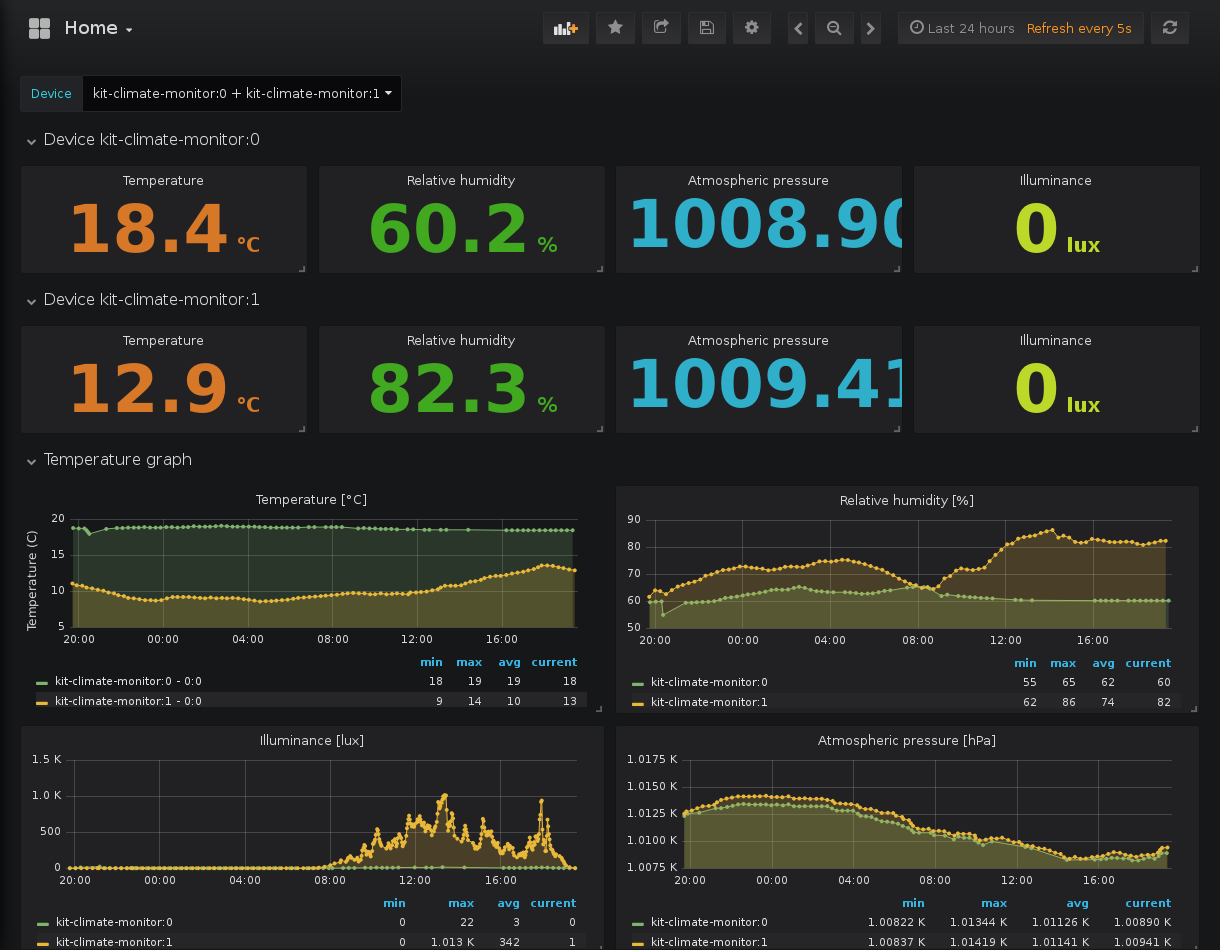 Home
Last 24 hours Refresh every 5s
Device kit-climate-monitor:0 + kit-climate-monitor:1
Device kit-climate-monitor:0
Temperature Relative humidity Atmospheric pressure Illuminance
18.4 °C 60.2 % 1008.90 0 lux
Device kit-climate-monitor:1
Temperature Relative humidity Atmospheric pressure Illuminance
12.9 °C 82.3 % 1009.41 0 lux
Temperature graph
Temperature [°C]
Temperature (C)
20
15
10
5
20:00 00:00 04:00 08:00 12:00 16:00
min max avg current
kit-climate-monitor:0 - 0:0 18 19 19 18
kit-climate-monitor:1 - 0:0 9 14 10 13
Relative humidity [%]
90
80
70
60
50
20:00 00:00 04:00 08:00 12:00 16:00
min max avg current
kit-climate-monitor:0 55 65 62 60
kit-climate-monitor:1 62 86 74 82
Illuminance [lux]
1.5 K
1.0 K
500
0
20:00 00:00 04:00 08:00 12:00 16:00
min max avg current
kit-climate-monitor:0 0 22 3 0
kit-climate-monitor:1 0 1.013 K 342 1
Atmospheric pressure [hPa]
1.0175 K
1.0150 K
1.0125 K
1.0100 K
1.0075 K
20:00 00:00 04:00 08:00 12:00 16:00
min max avg current
kit-climate-monitor:0 1.00822 K 1.01344 K 1.01126 K 1.00890 K
kit-climate-monitor:1 1.00837 K 1.01419 K 1.01141 K 1.00941 K